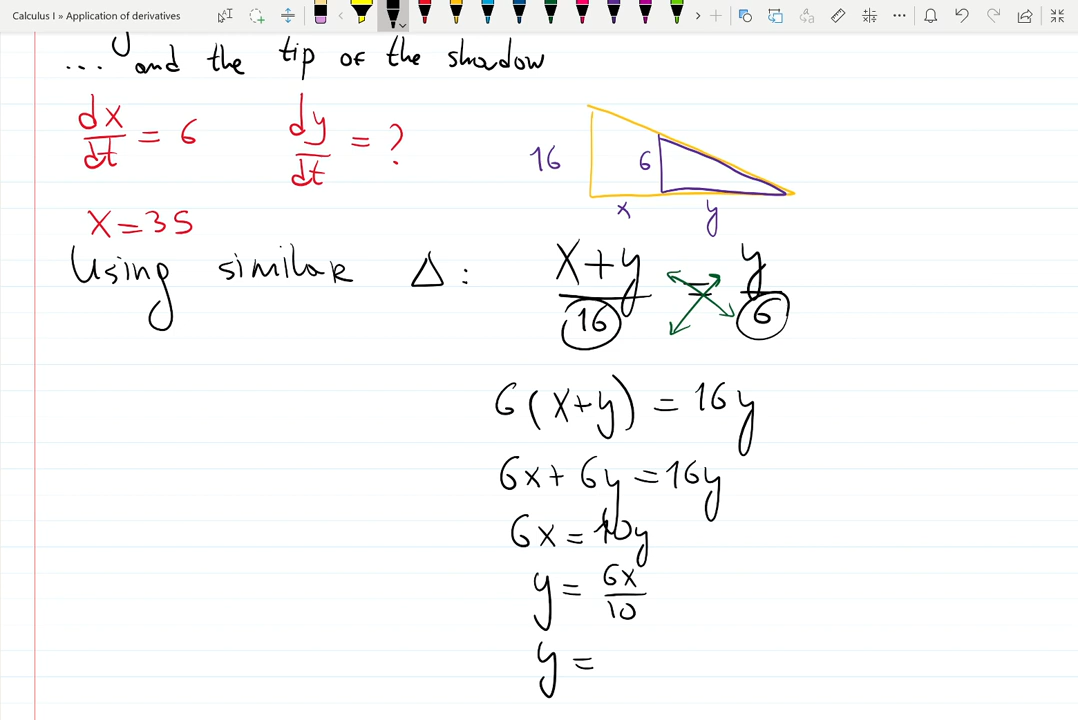 Calculus I » Application of derivatives
... y and the tip of the shadow
dx/dt = 6 dy/dt = ?
16 6
x y
x = 35
Using similar Δ: x+y/16 = y/6
6(x+y) = 16y
6x + 6y = 16y
6x = 10y
y = 6x/10
y =